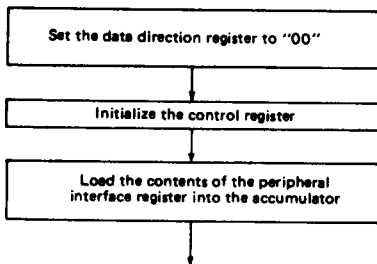 Set the data direction register to "00"
Initialize the control register
Load the contents of the peripheral
interface register into the accumulator